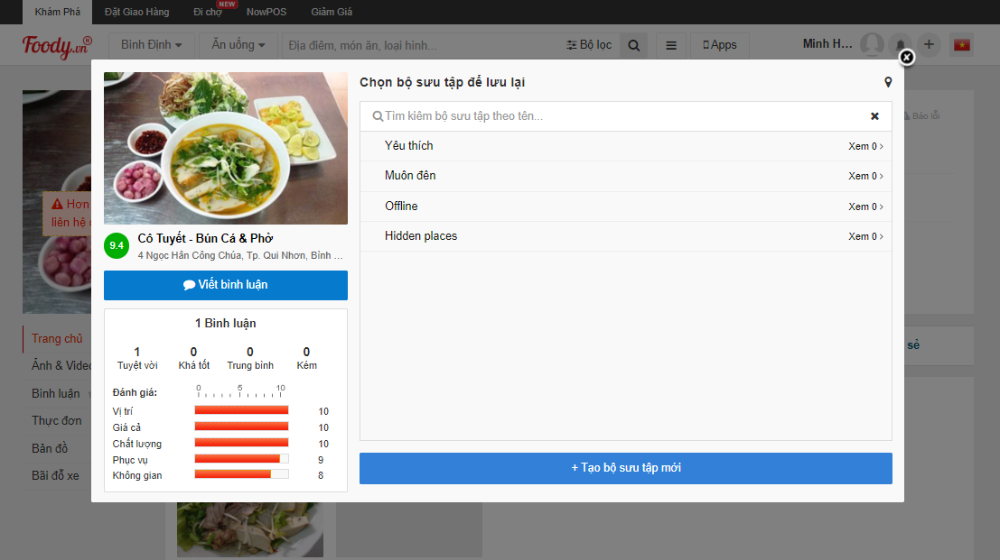 Khám Phá Đặt Giao Hàng Đi chợ NEW NowPOS Giảm Giá
Foody.vn® Bình Định Ăn uống Địa điểm, món ăn, loại hình... Bộ lọc Apps Minh H...
Chọn bộ sưu tập để lưu lại
Tìm kiếm bộ sưu tập theo tên...
Yêu thích Xem 0 ›
Muốn đến Xem 0 ›
Offline Xem 0 ›
Hidden places Xem 0 ›
+ Tạo bộ sưu tập mới
9.4 Cô Tuyết - Bún Cá & Phở
4 Ngọc Hân Công Chúa, Tp. Qui Nhơn, Bình ...
Viết bình luận
1 Bình luận
1 0 0 0
Tuyệt vời Khá tốt Trung bình Kém
Đánh giá: 0 5 10
Vị trí 10
Giá cả 10
Chất lượng 10
Phục vụ 9
Không gian 8
Báo lỗi
Hơn
liên hệ
Trang chủ
Ảnh & Video
Bình luận
Thực đơn
Bản đồ
Bãi đỗ xe
sẻ